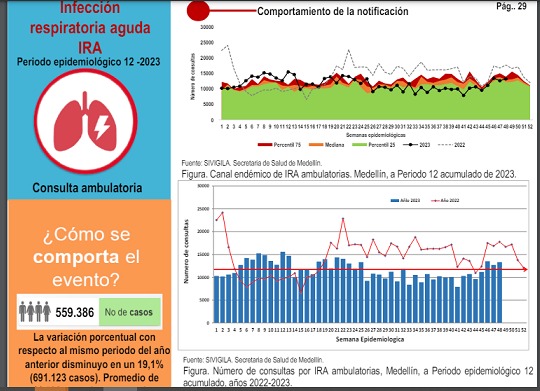 Infección
respiratoria aguda
IRA
Periodo epidemiológico 12 -2023
Consulta ambulatoria
¿Cómo se
comporta el
evento?
559.386
No de casos
La variación porcentual con
respecto al mismo periodo del año
anterior disminuyo en un 19,1%
(691.123 casos). Promedio de
Comportamiento de la notificación
Pág.. 29
Número de consultas
30000
25000
20000
15000
10000
5000
0
1 2 3 4 5 6 7 8 9 10 11 12 13 14 15 16 17 18 19 20 21 22 23 24 25 26 27 28 29 30 31 32 33 34 35 36 37 38 39 40 41 42 43 44 45 46 47 48 49 50 51 52
Semanas epidemiológicas
Percentil 75 Mediana Percentil 25 2023 2022
Fuente: SIVIGILA. Secretaria de Salud de Medellín.
Figura. Canal endémico de IRA ambulatorias. Medellín, a Periodo 12 acumulado de 2023.
Año 2023 Año 2022
Numero de consultas
30000
25000
20000
15000
10000
5000
0
1 2 3 4 5 6 7 8 9 10 11 12 13 14 15 16 17 18 19 20 21 22 23 24 25 26 27 28 29 30 31 32 33 34 35 36 37 38 39 40 41 42 43 44 45 46 47 48 49 50 51 52
Semana Epidemiologica
Fuente: SIVIGILA. Secretaria de Salud de Medellín.
Figura. Número de consultas por IRA ambulatorias, Medellín, a Periodo epidemiológico 12
acumulado, años 2022-2023.